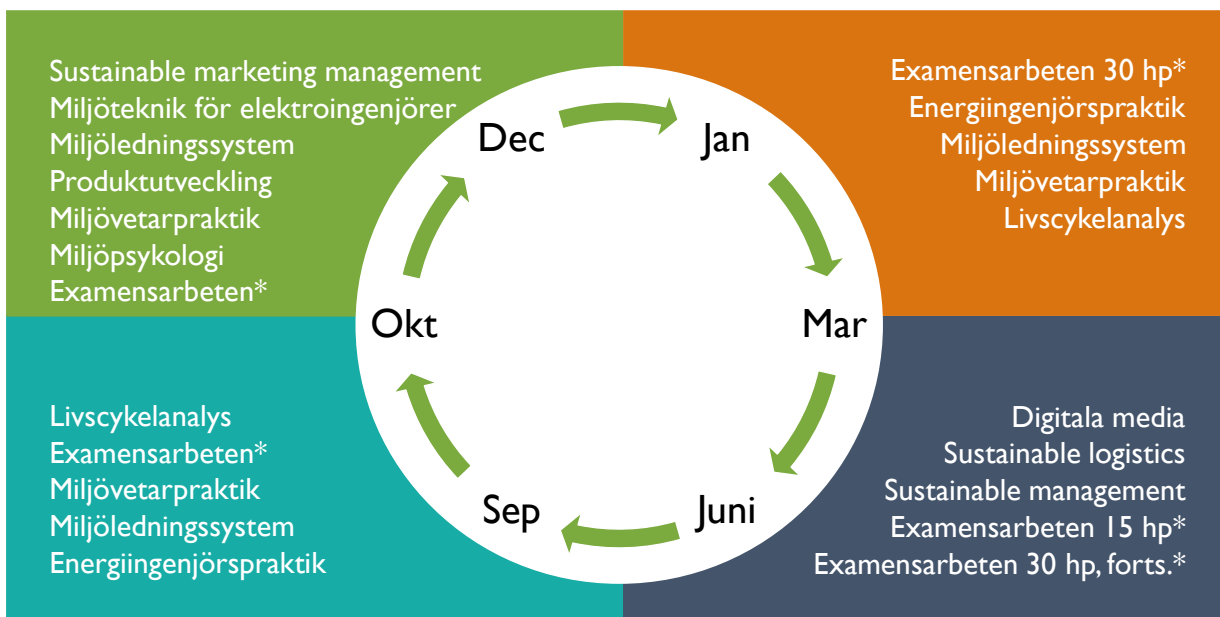 Sustainable marketing management
Miljöteknik för elektroingenjörer
Miljöledningssystem
Produktutveckling
Miljövetarpraktik
Miljöpsykologi
Examensarbeten*
Examensarbeten 30 hp*
Energiingenjörspraktik
Miljöledningssystem
Miljövetarpraktik
Livscykelanalys
Dec
Jan
Okt
Mar
Sep
Juni
Livscykelanalys
Examensarbeten*
Miljövetarpraktik
Miljöledningssystem
Energiingenjörspraktik
Digitala media
Sustainable logistics
Sustainable management
Examensarbeten 15 hp*
Examensarbeten 30 hp, forts.*